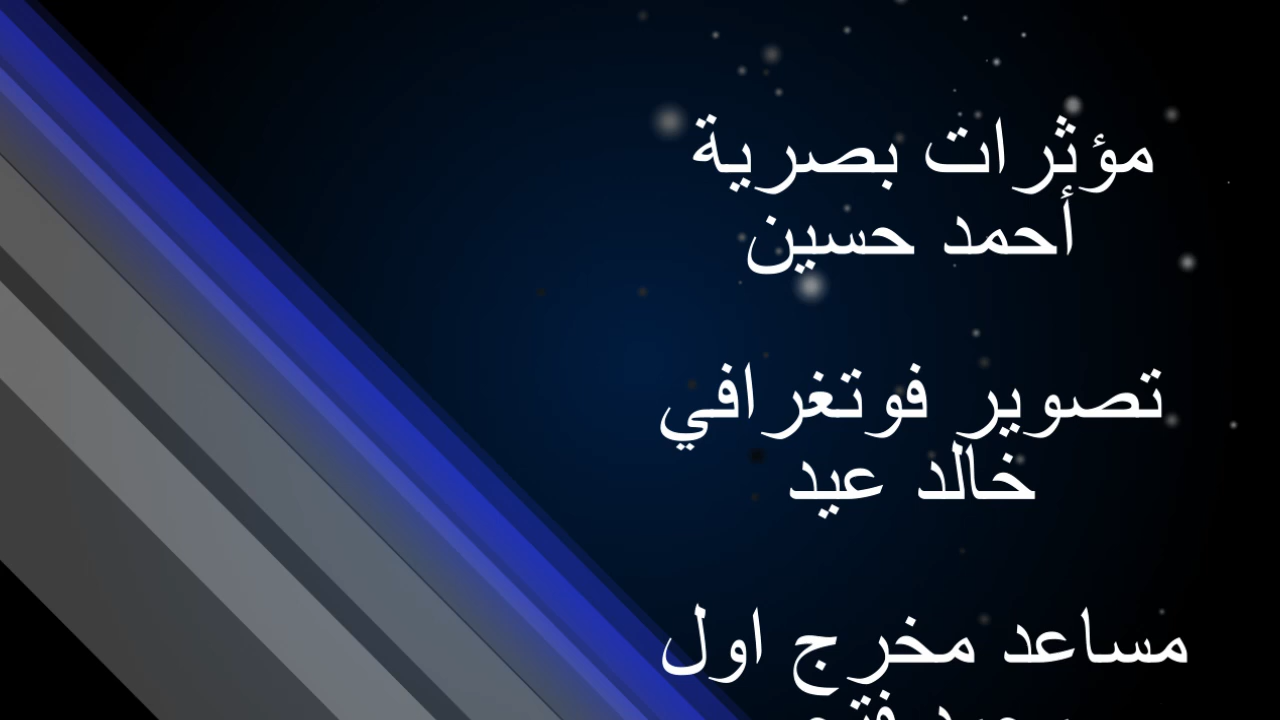 مؤثرات بصرية
أحمد حسين
تصوير فوتغرافي
خالد عيد
مساعد مخرج اول